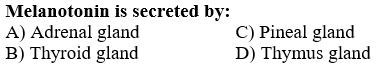 Melanotonin is secreted by:
A) Adrenal gland C) Pineal gland
B) Thyroid gland D) Thymus gland